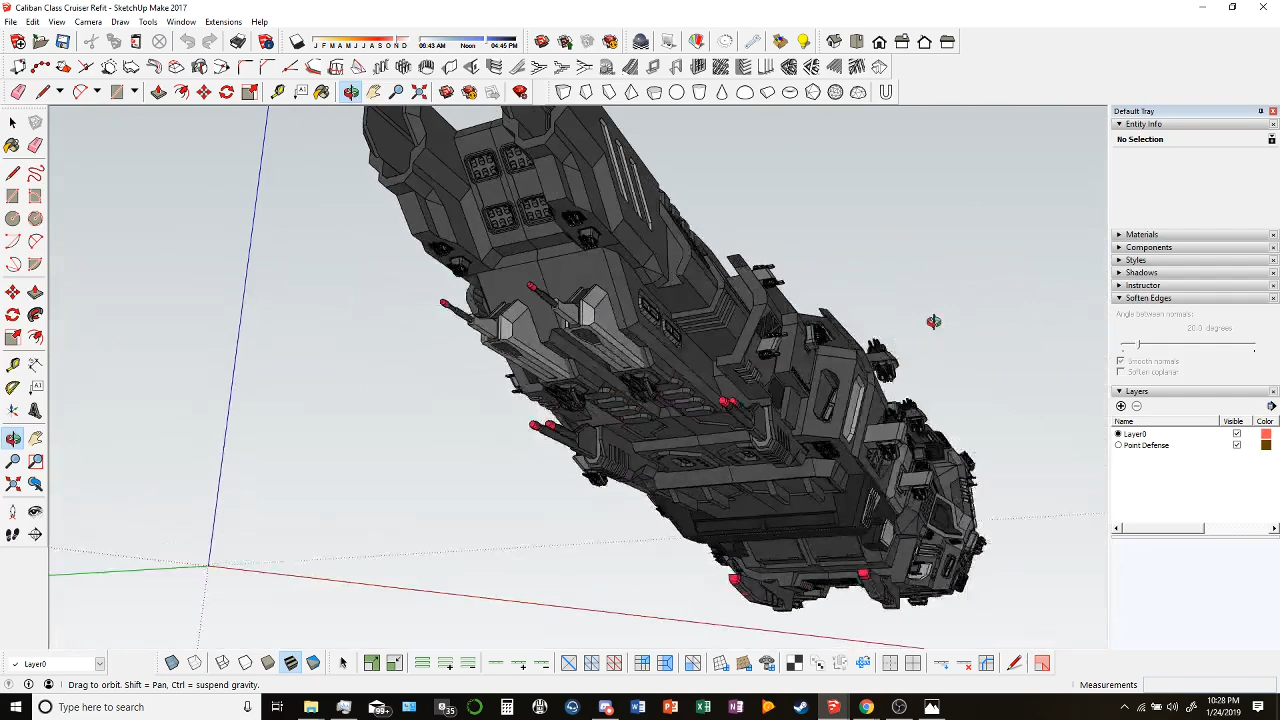 Caliban Class Cruiser Refit - SketchUp Make 2017
File Edit View Camera Draw Tools Window Extensions Help
J F M A M J J A S O N D
06:43 AM Noon 04:45 PM
Default Tray
Entity Info
No Selection
Materials
Components
Styles
Shadows
Instructor
Soften Edges
Angle between normals
20.0 degrees
Smooth normals
Soften coplanar
Layers
Name Visible Color
Layer0
Point Defense
Layer0
Drag to orbit. Shift = Pan, Ctrl = suspend gravity.
Measurements
Type here to search
99+
35
10:28 PM
1/24/2019